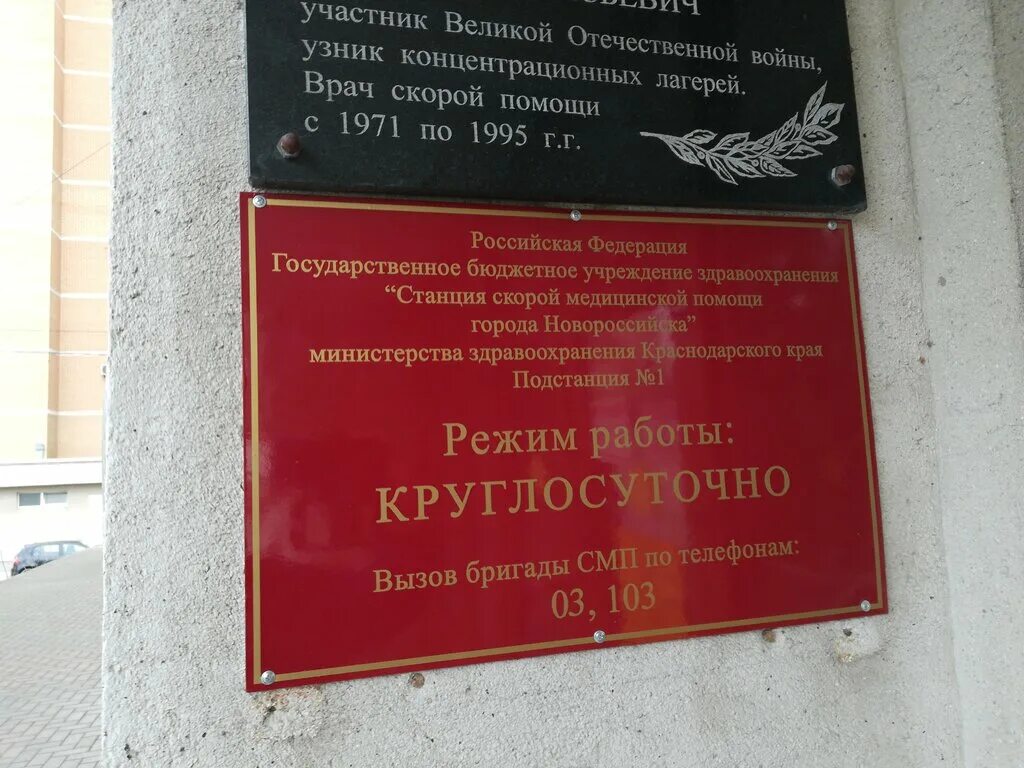 участник Великой Отечественной войны,
узник концентрационных лагерей.
Врач скорой помощи
с 1971 по 1995 г.г.
Российская Федерация
Государственное бюджетное учреждение здравоохранения
“Станция скорой медицинской помощи
города Новороссийска”
министерства здравоохранения Краснодарского края
Подстанция №1
Режим работы:
КРУГЛОСУТОЧНО
Вызов бригады СМП по телефонам:
03, 103